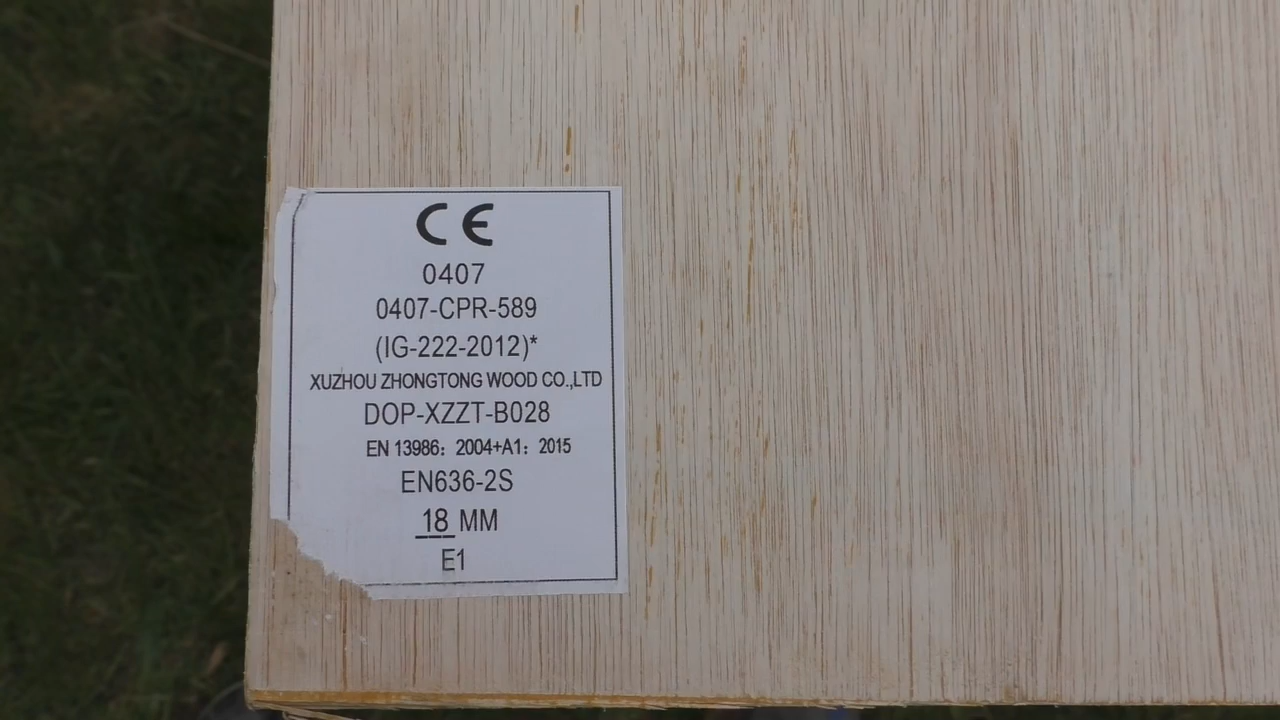 CE
0407
0407-CPR-589
(IG-222-2012)*
XUZHOU ZHONGTONG WOOD CO.,LTD
DOP-XZZT-B028
EN 13986: 2004+A1: 2015
EN636-2S
18 MM
E1